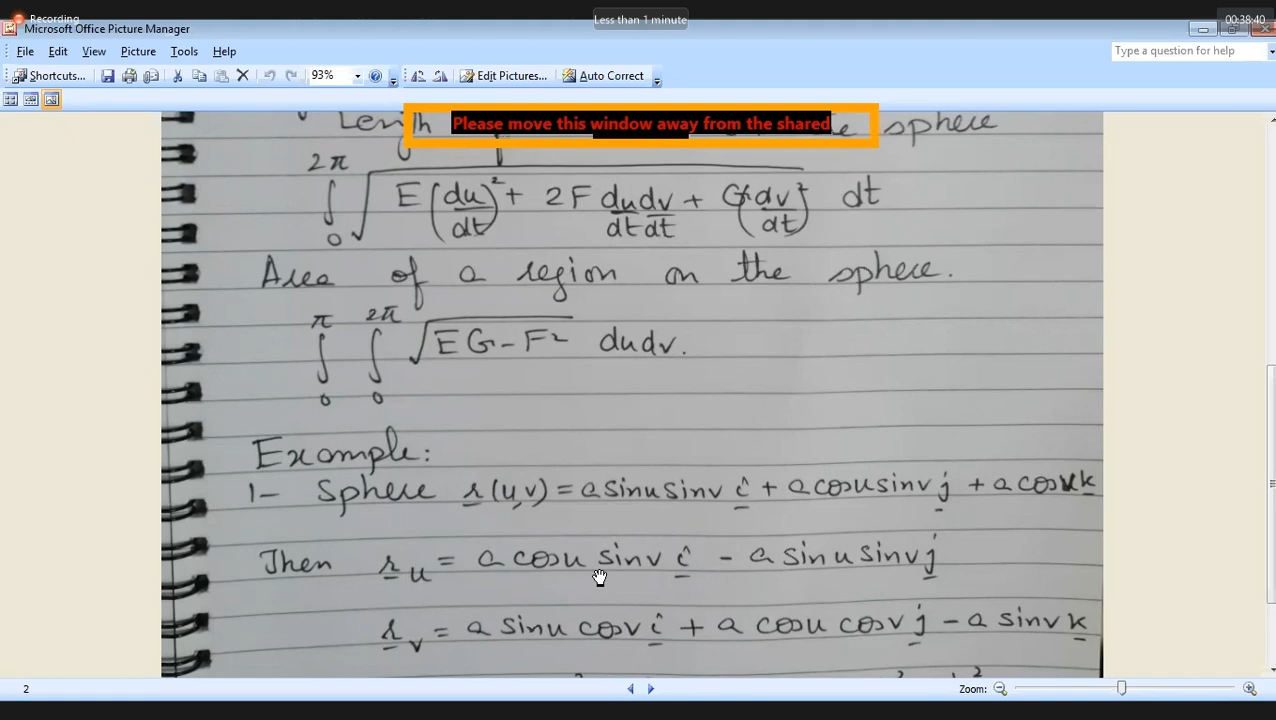 Recording
Less than 1 minute
00:38:40
Microsoft Office Picture Manager
File Edit View Picture Tools Help
Type a question for help
Shortcuts... 93% Edit Pictures... Auto Correct
Please move this window away from the shared
Length sphere
2π
∫ √ E (du/dt)² + 2F du/dt dv/dt + G (dv/dt)² dt
0
Area of a region on the sphere.
π 2π
∫ ∫ √ EG - F² du dv.
0 0
Example:
1- Sphere r(u,v) = a sinu sinv i + a cosu sinv j + a cosv k
Then r_u = a cosu sinv i - a sinu sinv j
r_v = a sinu cosv i + a cosu cosv j - a sinv k
2
Zoom: